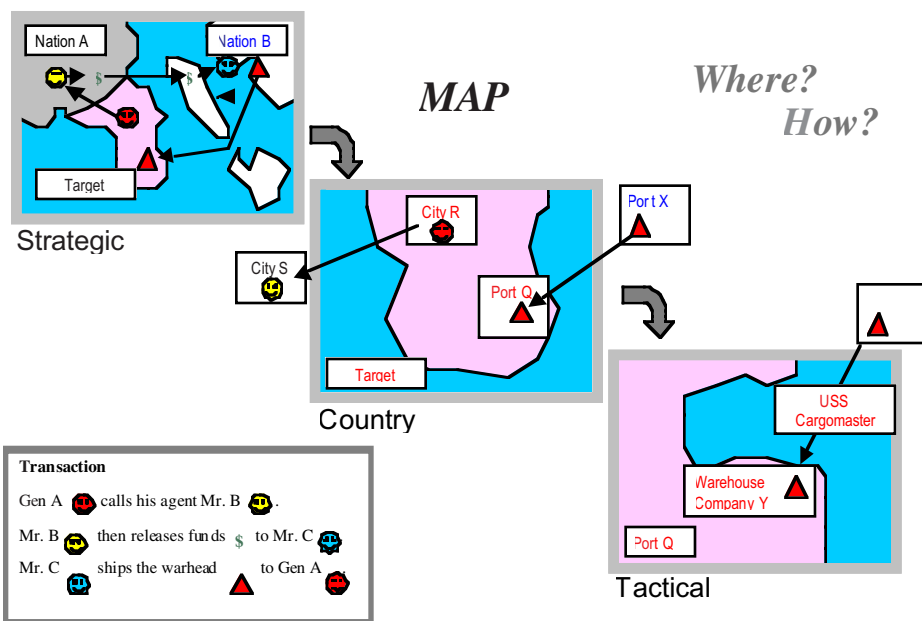 Nation A
Nation B
$
$
Target
Strategic
MAP
Where?
How?
City R
City S
Port X
Port Q
Target
Country
USS
Cargomaster
Warehouse
Company Y
Port Q
Tactical
Transaction
Gen A calls his agent Mr. B .
Mr. B then releases funds $ to Mr. C
Mr. C ships the warhead to Gen A .